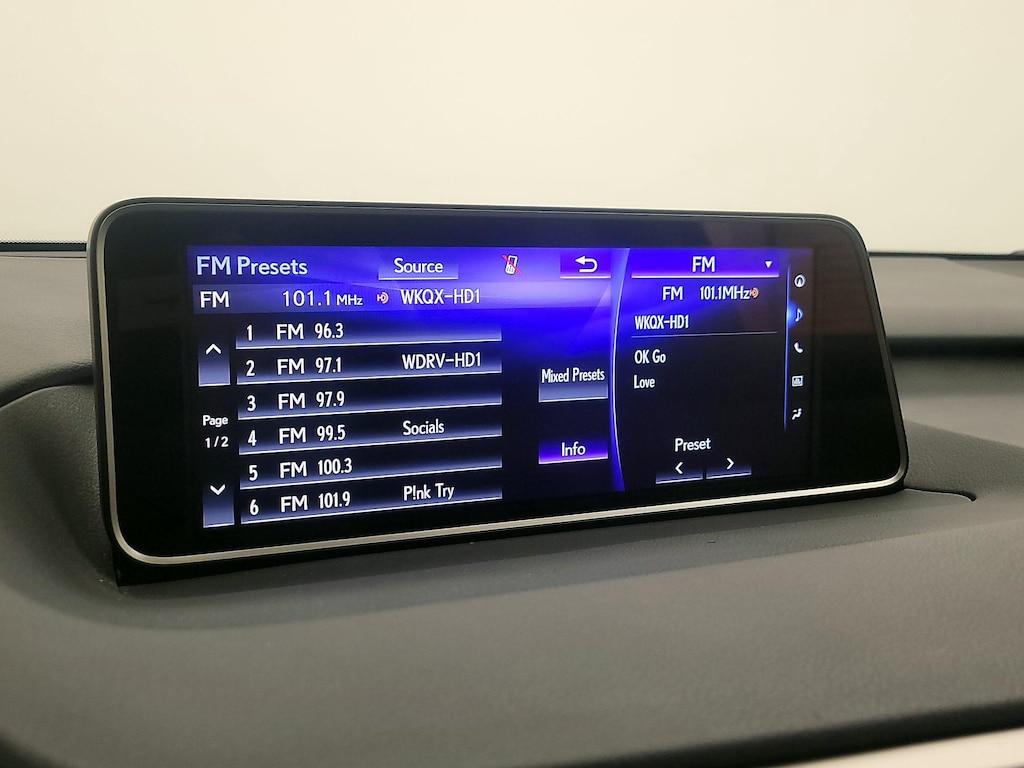 FM Presets
Source
FM 101.1 MHz WKQX-HD1
1 FM 96.3
2 FM 97.1 WDRV-HD1
3 FM 97.9
4 FM 99.5 Socials
5 FM 100.3
6 FM 101.9 P!nk Try
Page
1/2
Mixed Presets
Info
FM
FM 101.1MHz
WKQX-HD1
OK Go
Love
Preset